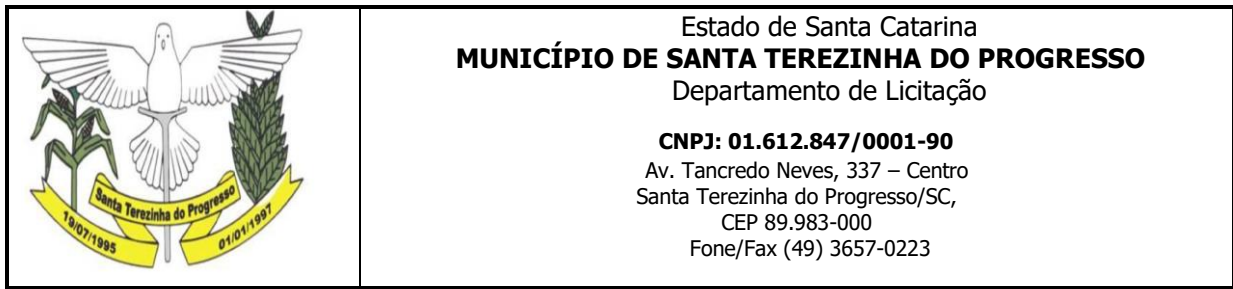 Santa Terezinha do Progresso
19/07/1995
01/01/1997
Estado de Santa Catarina
MUNICÍPIO DE SANTA TEREZINHA DO PROGRESSO
Departamento de Licitação
CNPJ: 01.612.847/0001-90
Av. Tancredo Neves, 337 – Centro
Santa Terezinha do Progresso/SC,
CEP 89.983-000
Fone/Fax (49) 3657-0223